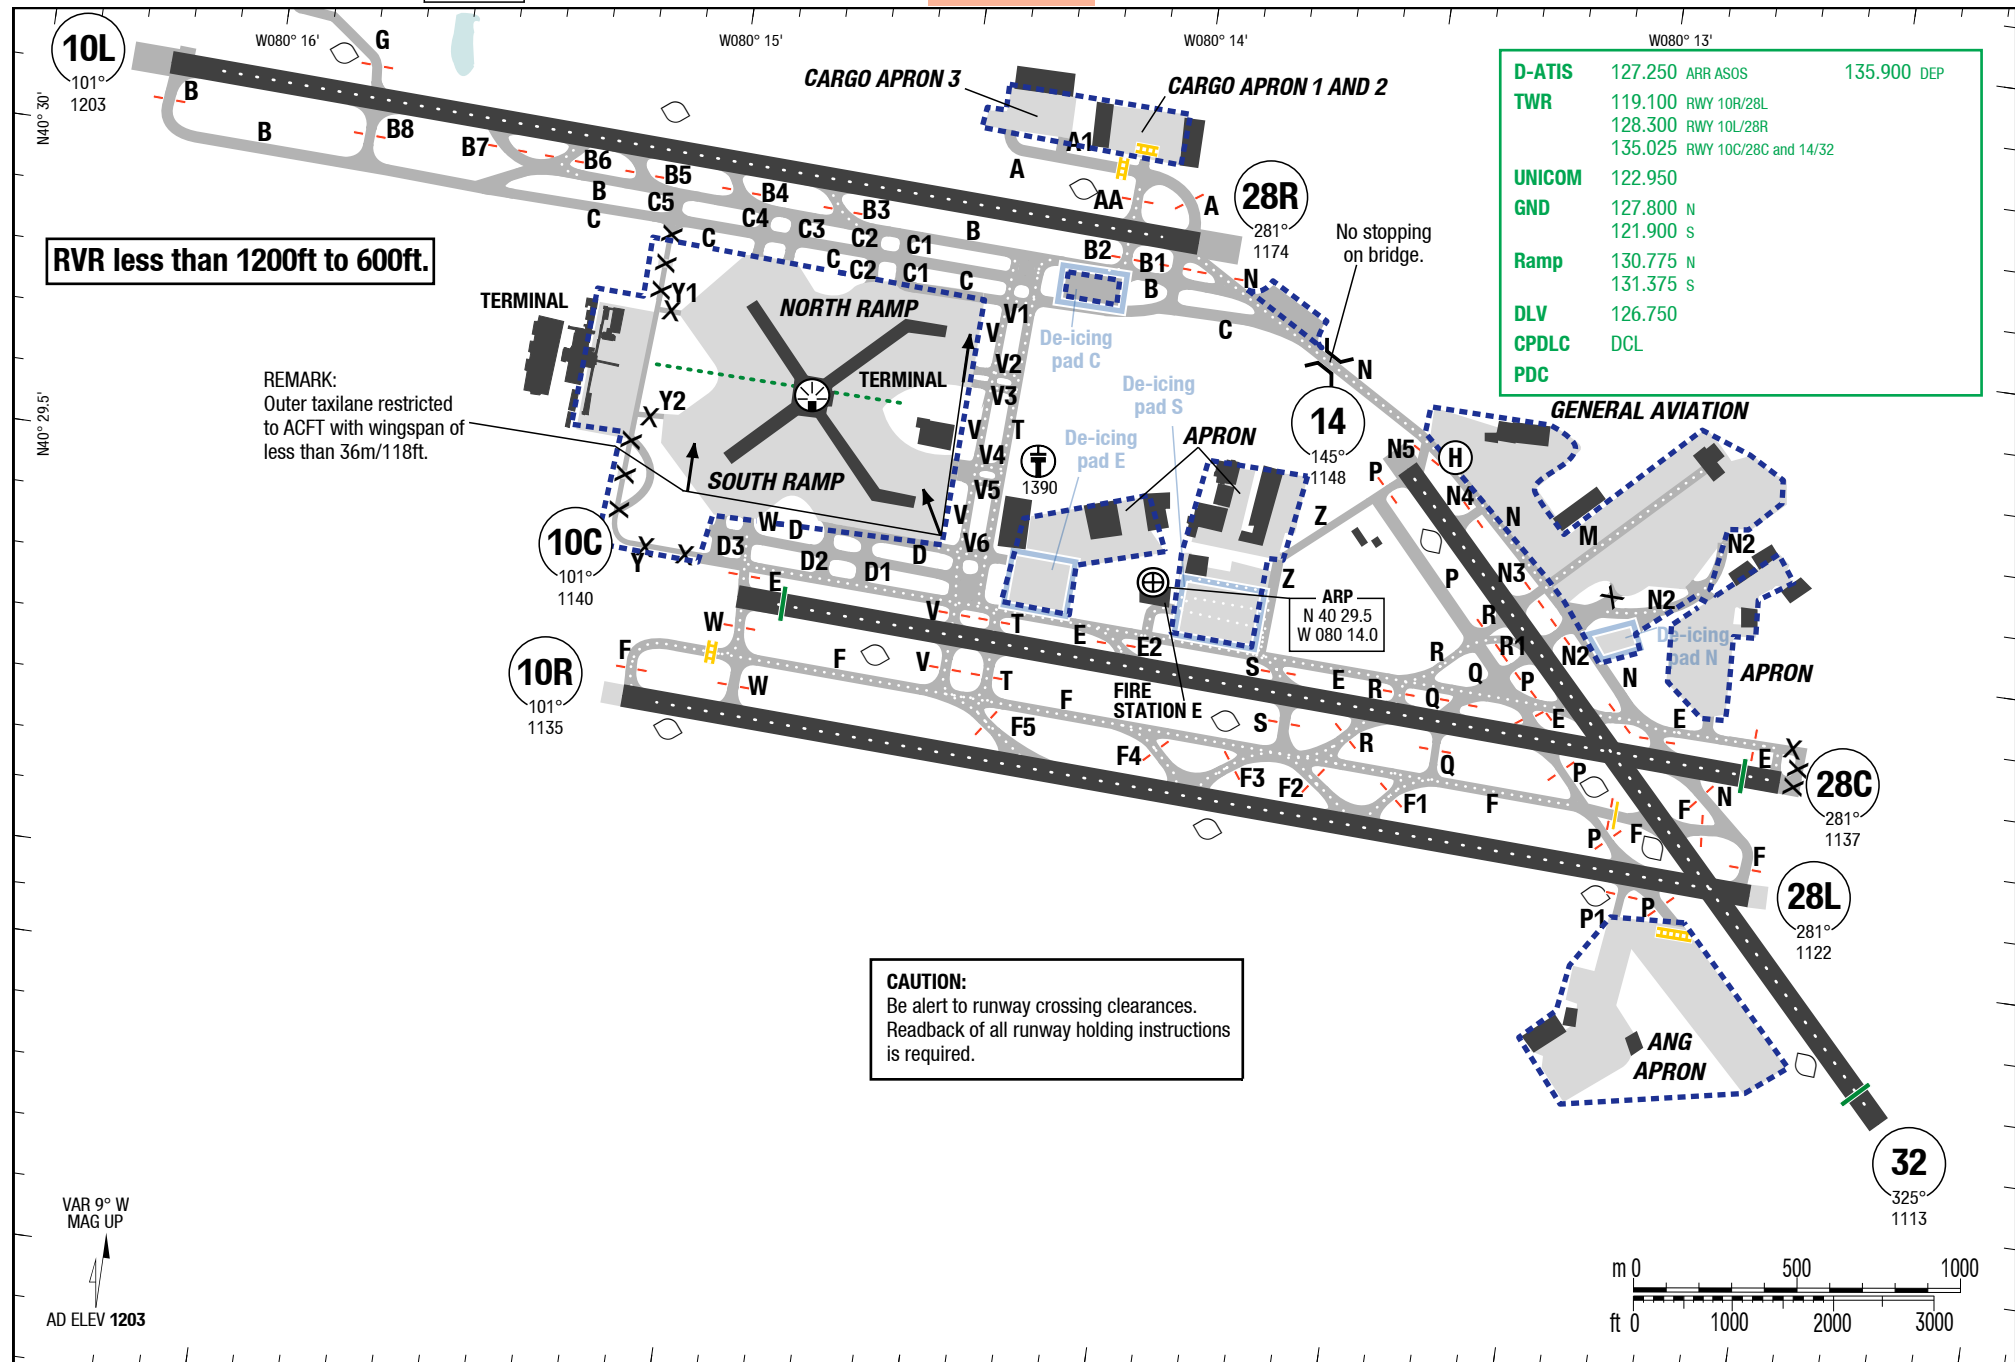 W080° 16'
W080° 15'
W080° 14'
W080° 13'
10L
101°
1203
G
N40° 30'
B
B
B8
B7
B6
B5
B4
B3
B
C
C5
C4
C3
C2
C1
B
C
C
C2
C1
C
CARGO APRON 3
CARGO APRON 1 AND 2
A1
A
AA
A
28R
281°
1174
B2
B1
B
N
C
No stopping
on bridge.
D-ATIS 127.250 ARR ASOS 135.900 DEP
TWR 119.100 RWY 10R/28L
128.300 RWY 10L/28R
135.025 RWY 10C/28C and 14/32
UNICOM 122.950
GND 127.800 N
121.900 S
Ramp 130.775 N
131.375 S
DLV 126.750
CPDLC DCL
PDC
RVR less than 1200ft to 600ft.
TERMINAL
Y1
NORTH RAMP
TERMINAL
Y2
SOUTH RAMP
REMARK:
Outer taxilane restricted
to ACFT with wingspan of
less than 36m/118ft.
N40° 29.5'
V1
V
V2
V3
V
T
V4
V5
V
V6
1390
De-icing
pad C
De-icing
pad S
De-icing
pad E
APRON
14
145°
1148
N
N5
P
H
N4
N
GENERAL AVIATION
M
N2
N3
N2
Z
Z
P
R
R1
N2
De-icing
pad N
N
APRON
10C
101°
1140
Y
W
D
D3
D2
D1
D
E
V
T
E
E2
ARP
N 40 29.5
W 080 14.0
FIRE
STATION E
S
E
R
R
Q
Q
P
E
E
E
28C
281°
1137
10R
101°
1135
F
W
W
F
V
T
F
F5
F4
S
F3
F2
R
Q
F1
F
P
P
F
F
N
F
28L
281°
1122
P1
P
ANG
APRON
CAUTION:
Be alert to runway crossing clearances.
Readback of all runway holding instructions
is required.
32
325°
1113
VAR 9° W
MAG UP
AD ELEV 1203
m 0 500 1000
ft 0 1000 2000 3000